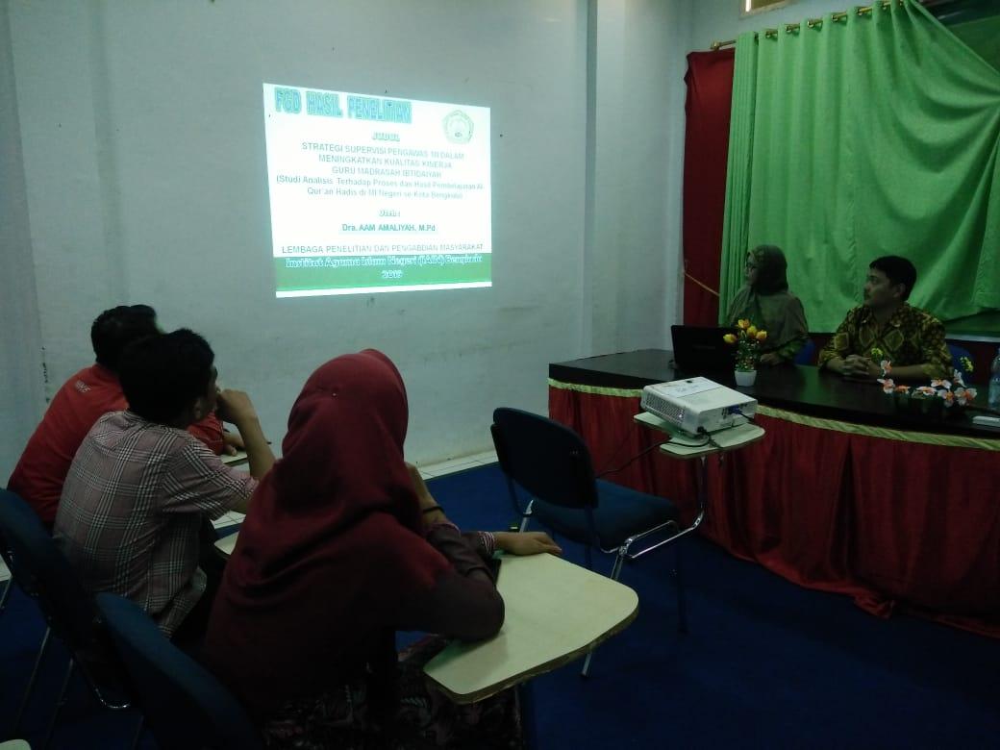 FGD HASIL PENELITIAN
JUDUL
STRATEGI SUPERVISI PENGAWAS MI DALAM
MENINGKATKAN KUALITAS KINERJA
GURU MADRASAH IBTIDAIYAH
(Studi Analisis Terhadap Proses dan Hasil Pembelajaran Al-
Qur'an Hadis di MI Negeri se-Kota Bengkulu)
Oleh :
Dra. AAM AMALIYAH, M.Pd
LEMBAGA PENELITIAN DAN PENGABDIAN MASYARAKAT
Institut Agama Islam Negeri (IAIN) Bengkulu